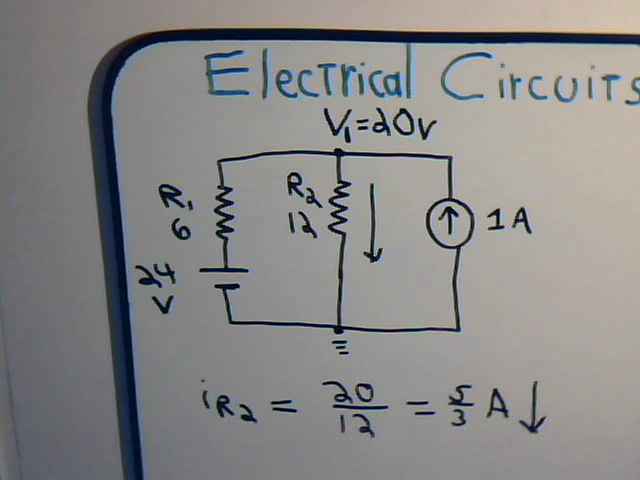 Electrical Circuits
V₁=20v
R₁
6
R₂
12
24
V
1A
iR2 = 20/12 = 5/3 A ↓